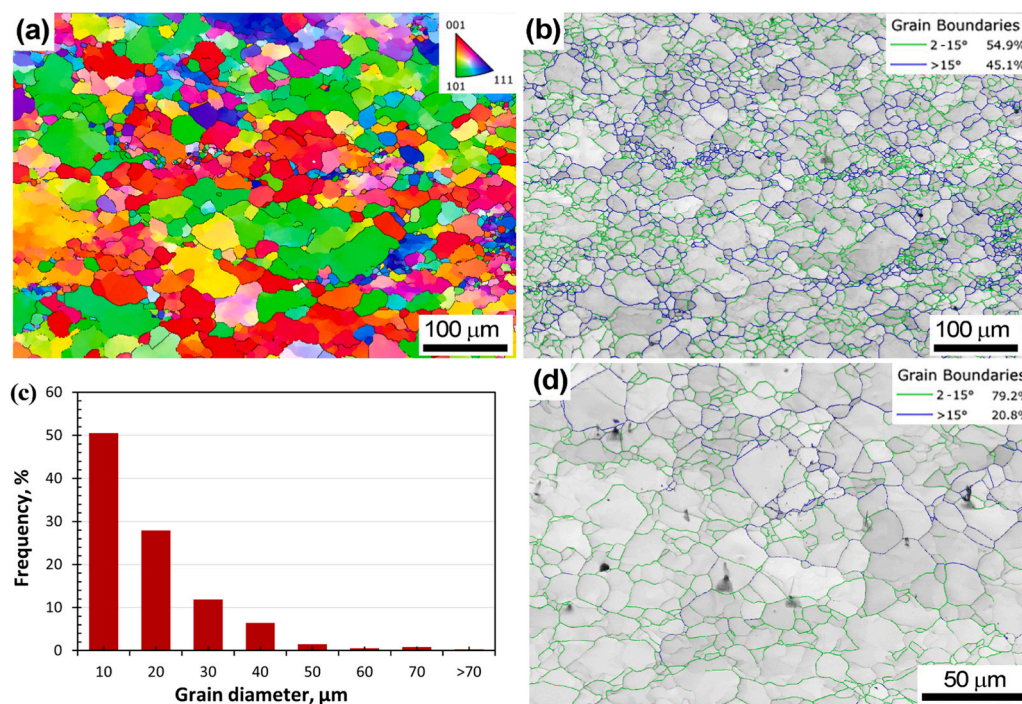 (a)
001
111
101
100 μm
(b)
Grain Boundaries
2 -15° 54.9%
>15° 45.1%
100 μm
(c)
60
50
40
30
20
10
0
Frequency, %
10 20 30 40 50 60 70 >70
Grain diameter, μm
(d)
Grain Boundaries
2 -15° 79.2%
>15° 20.8%
50 μm